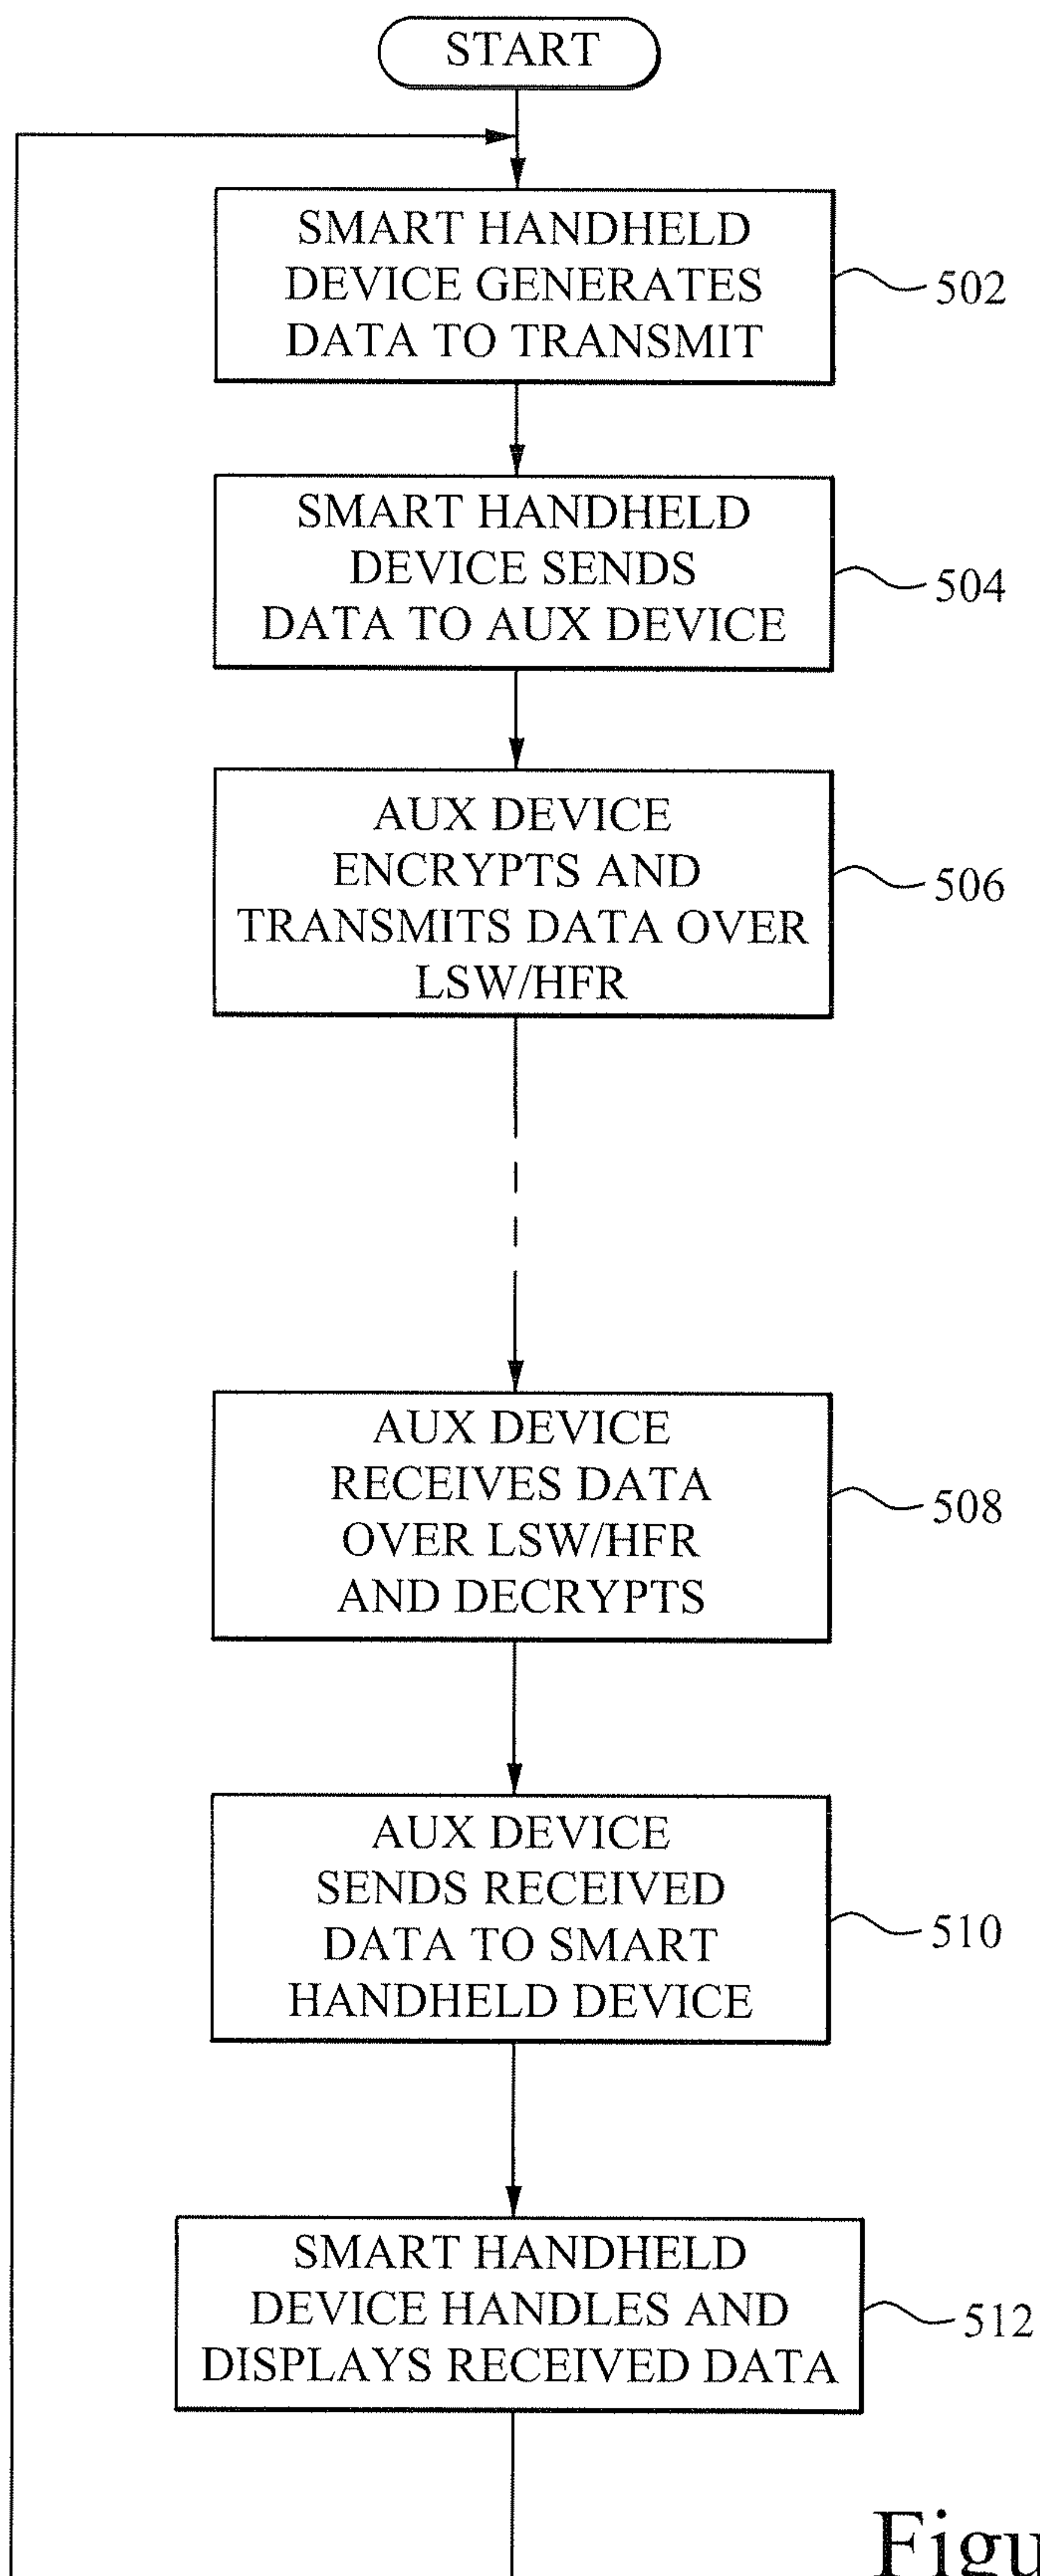 START
SMART HANDHELD
DEVICE GENERATES
DATA TO TRANSMIT
502
SMART HANDHELD
DEVICE SENDS
DATA TO AUX DEVICE
504
AUX DEVICE
ENCRYPTS AND
TRANSMITS DATA OVER
LSW/HFR
506
AUX DEVICE
RECEIVES DATA
OVER LSW/HFR
AND DECRYPTS
508
AUX DEVICE
SENDS RECEIVED
DATA TO SMART
HANDHELD DEVICE
510
SMART HANDHELD
DEVICE HANDLES AND
DISPLAYS RECEIVED DATA
512